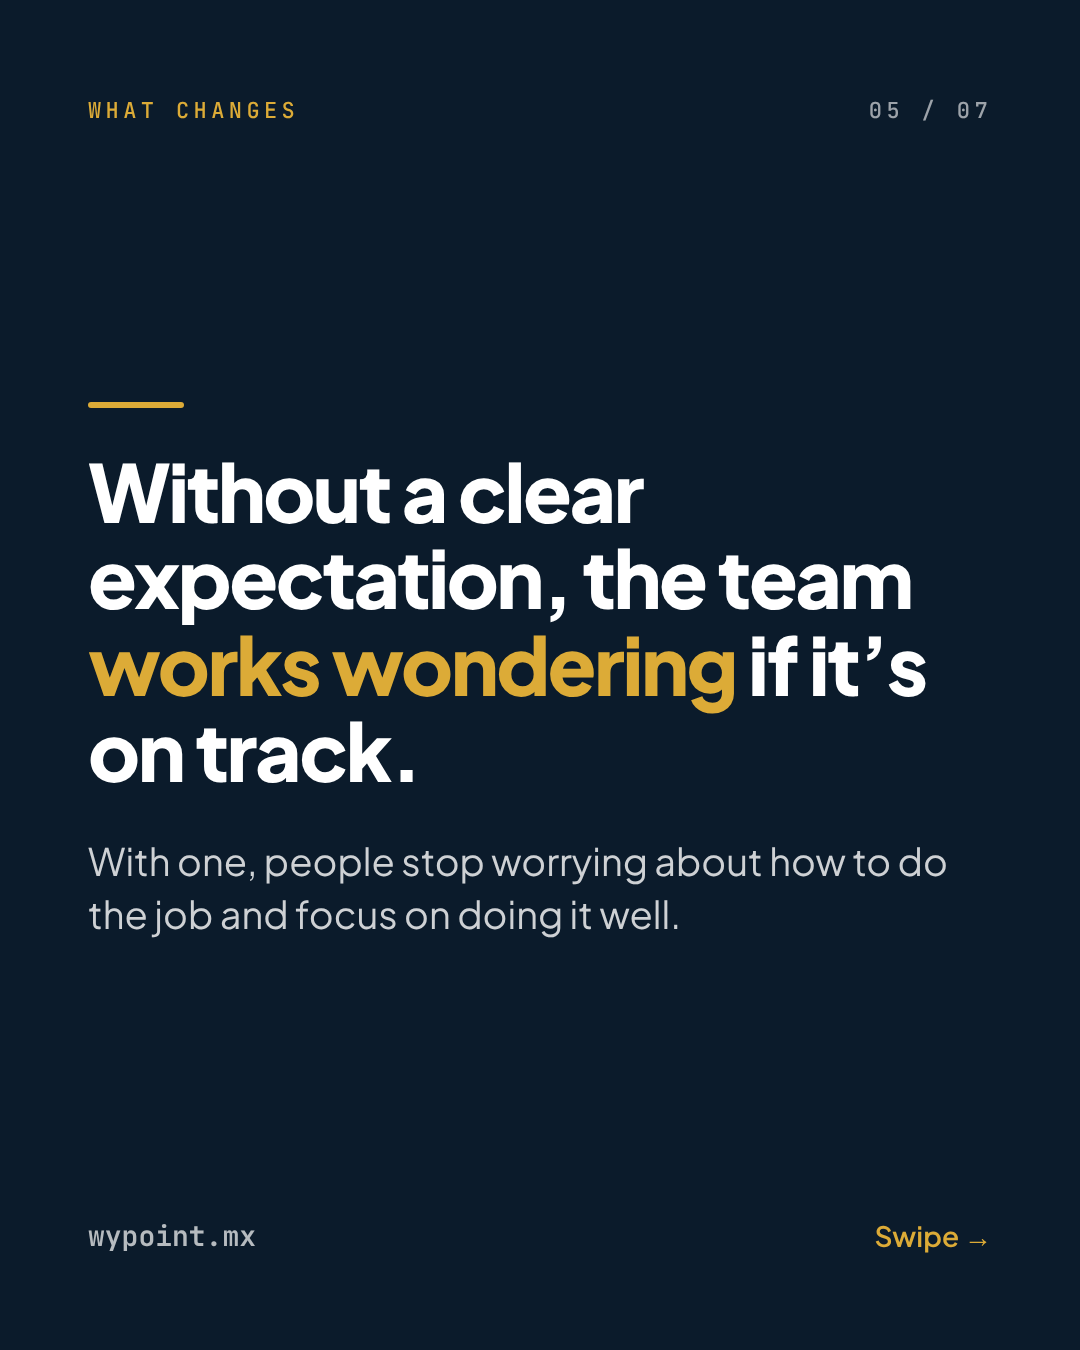 WHAT CHANGES
05 / 07
Without a clear
expectation, the team
works wondering if it’s
on track.
With one, people stop worrying about how to do
the job and focus on doing it well.
wypoint.mx
Swipe →